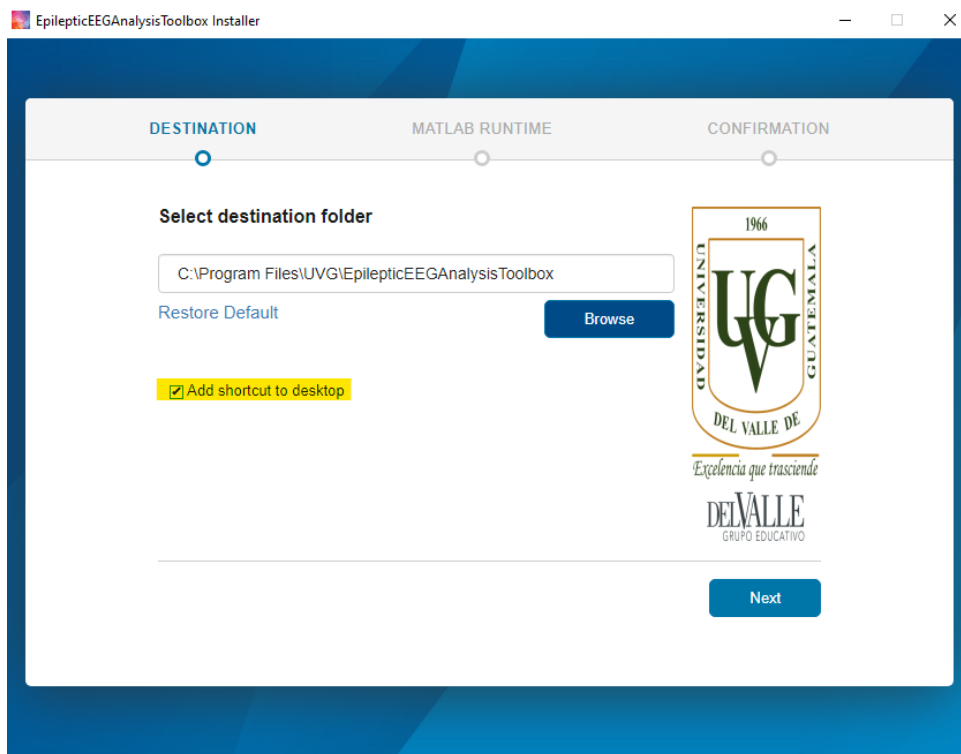 EpilepticEEGAnalysisToolbox Installer
DESTINATION
MATLAB RUNTIME
CONFIRMATION
Select destination folder
C:\Program Files\UVG\EpilepticEEGAnalysisToolbox
Restore Default
Browse
Add shortcut to desktop
1966
UNIVERSIDAD
UVG
GUATEMALA
DEL VALLE DE
Excelencia que trasciende
DELVALLE
GRUPO EDUCATIVO
Next